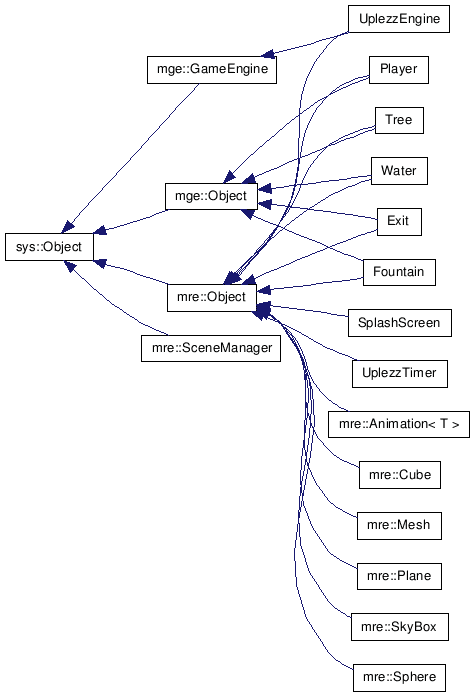 UplezzEngine
mge::GameEngine
Player
Tree
Water
mge::Object
Exit
sys::Object
Fountain
mre::Object
SplashScreen
mre::SceneManager
UplezzTimer
mre::Animation< T >
mre::Cube
mre::Mesh
mre::Plane
mre::SkyBox
mre::Sphere